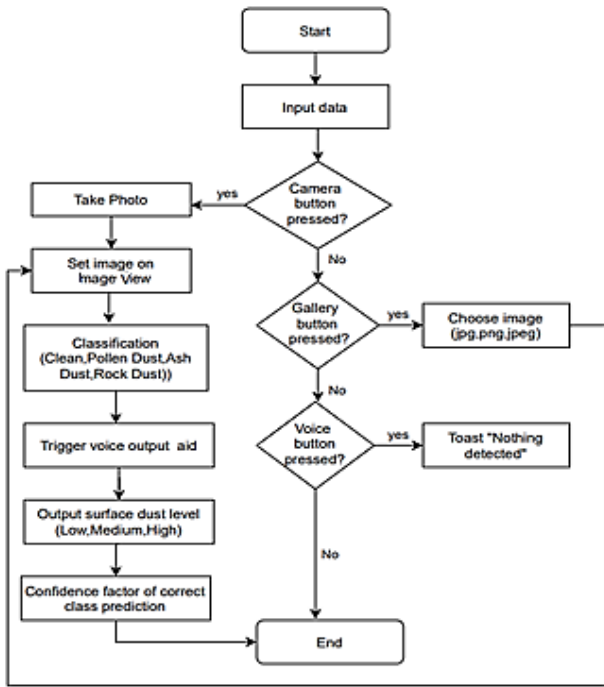 Start
Input data
Camera
button
pressed?
yes
Take Photo
No
Set image on
Image View
Gallery
button
pressed?
yes
Choose image
(jpg,png,jpeg)
Classification
(Clean,Pollen Dust,Ash
Dust,Rock Dust))
No
Voice
button
pressed?
yes
Toast "Nothing
detected"
Trigger voice output aid
Output surface dust level
(Low,Medium,High)
No
Confidence factor of correct
class prediction
End